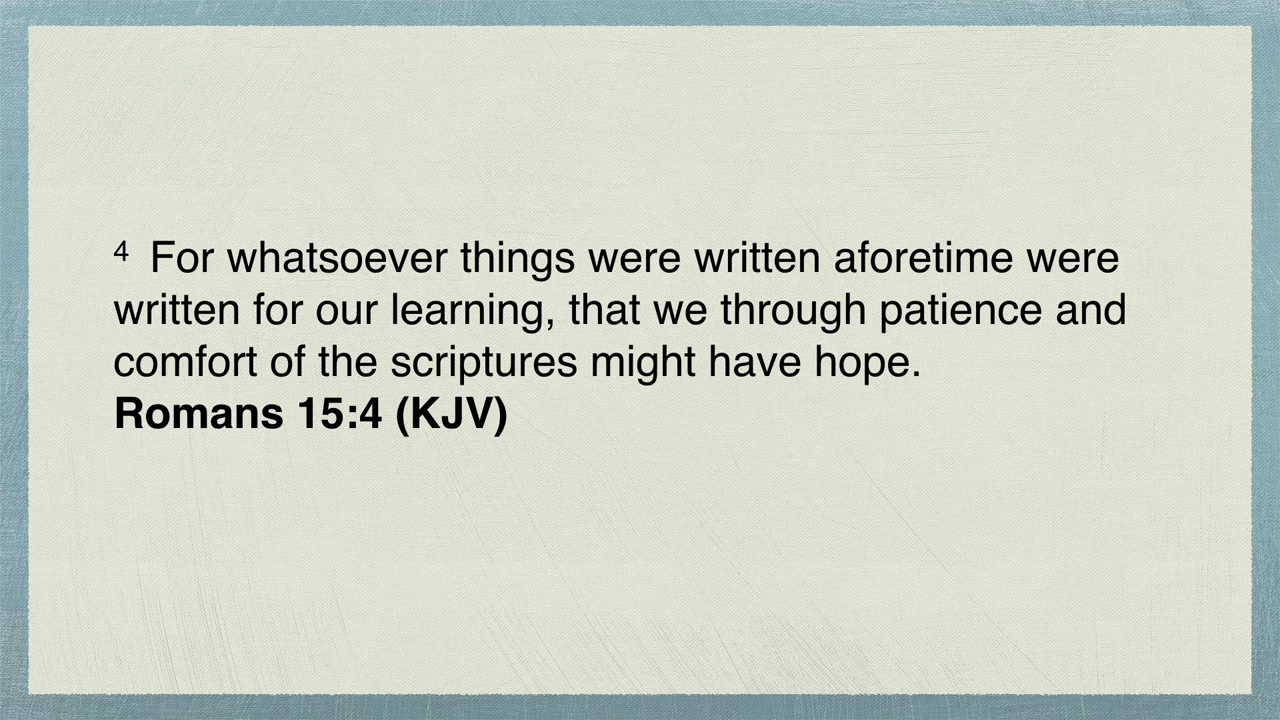 4 For whatsoever things were written aforetime were
written for our learning, that we through patience and
comfort of the scriptures might have hope.
Romans 15:4 (KJV)